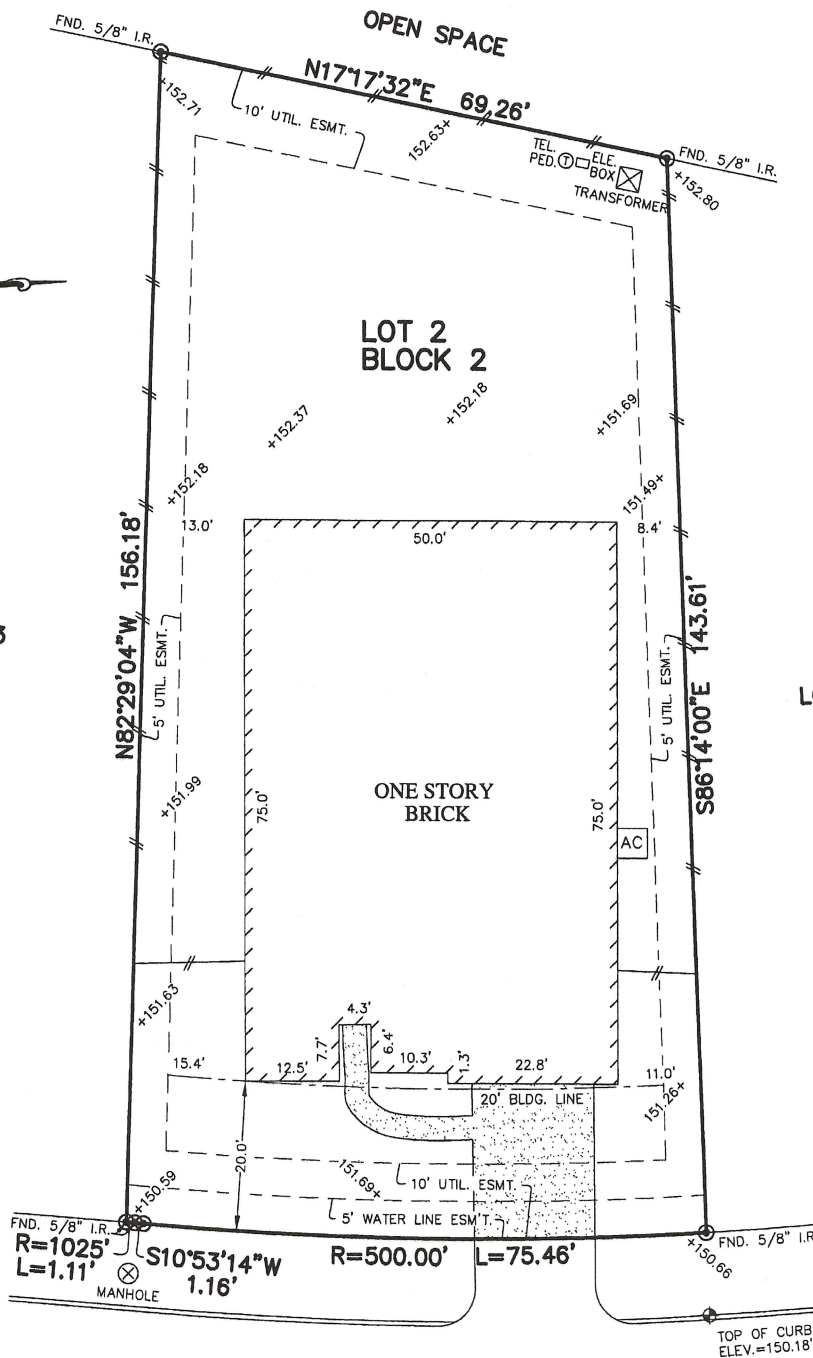 OPEN SPACE
FND. 5/8" I.R.
N17°17'32"E 69.26'
+152.71
10' UTIL. ESMT.
152.63+
TEL.
PED. T
ELE.
BOX
TRANSFORMER
FND. 5/8" I.R.
+152.80
LOT 2
BLOCK 2
+152.37
+152.18
+151.69
+152.18
151.49+
13.0'
50.0'
8.4'
N82°29'04"W 156.18'
5' UTIL. ESMT.
S86°14'00"E 143.61'
5' UTIL. ESMT.
+151.99
75.0'
ONE STORY
BRICK
75.0'
AC
+151.63
4.3'
7.7'
6.4'
15.4'
12.5'
10.3'
1.3'
22.8'
11.0'
20' BLDG. LINE
151.26+
20.0'
151.69+
10' UTIL. ESMT.
+150.59
5' WATER LINE ESM'T.
FND. 5/8" I.R.
R=1025'
L=1.11'
S10°53'14"W
1.16'
R=500.00' L=75.46'
FND. 5/8" I.R
+150.66
MANHOLE
TOP OF CURB
ELEV.=150.18'